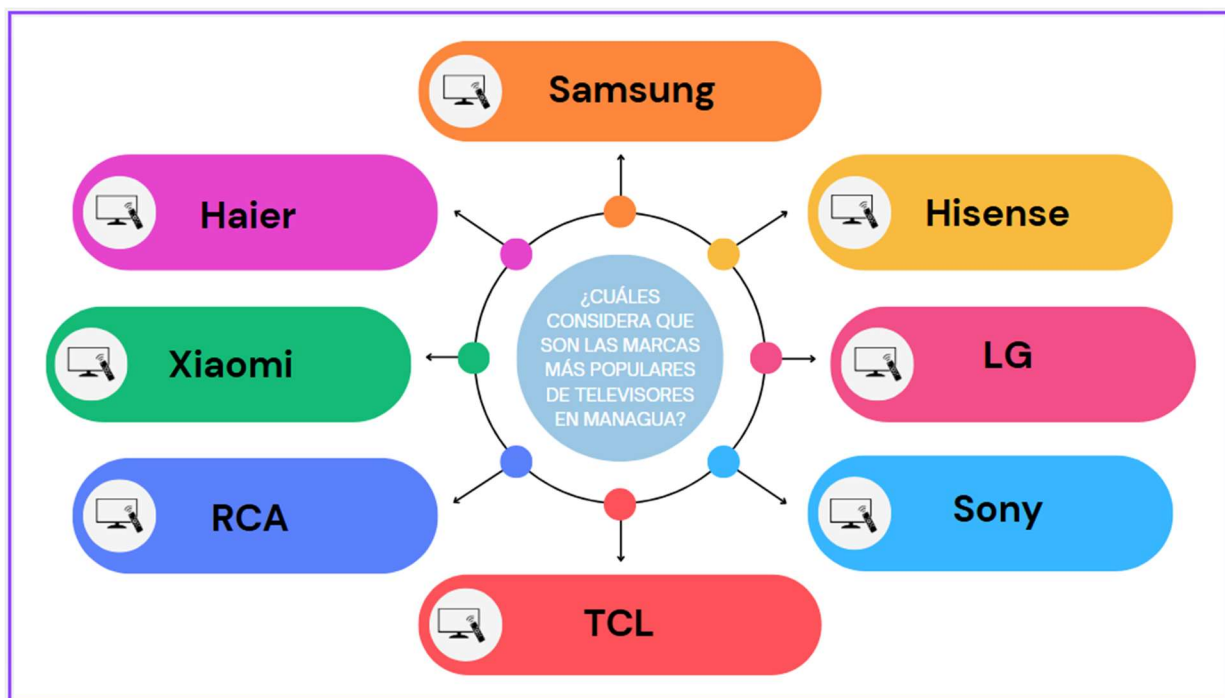 Samsung
Haier
Hisense
¿CUÁLES
CONSIDERA QUE
SON LAS MARCAS
MÁS POPULARES
DE TELEVISORES
EN MANAGUA?
Xiaomi
LG
RCA
Sony
TCL